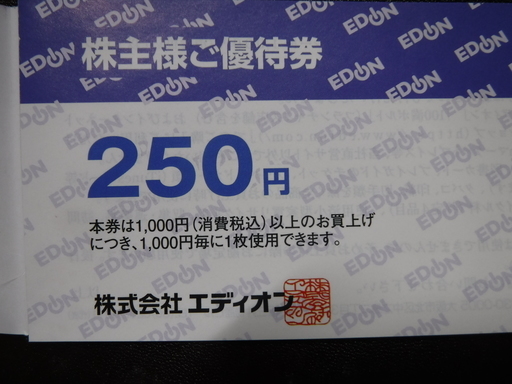 株主様ご優待券
250円
本券は1,000円(消費税込)以上のお買上げ
につき、1,000円毎に1枚使用できます。
株式会社 エディオン
EDION